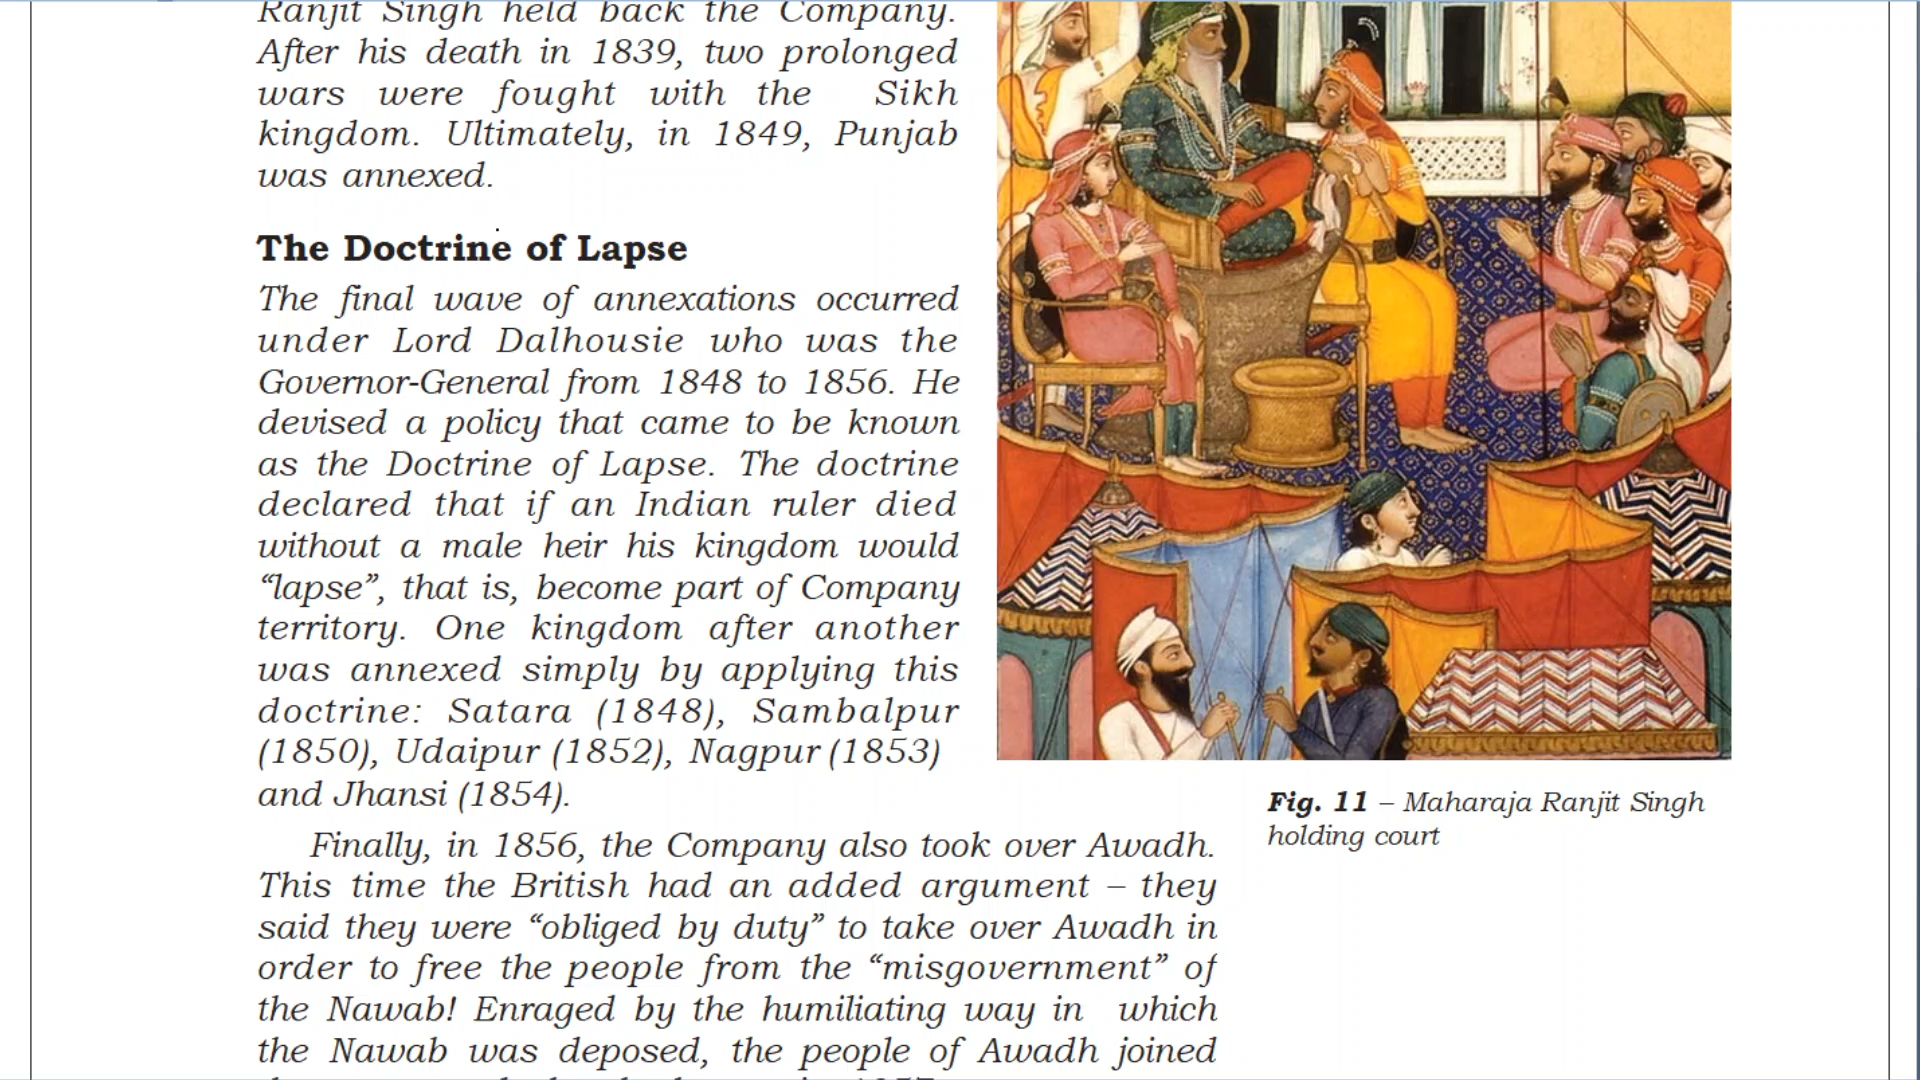 Ranjit Singh held back the Company.
After his death in 1839, two prolonged
wars were fought with the Sikh
kingdom. Ultimately, in 1849, Punjab
was annexed.
The Doctrine of Lapse
The final wave of annexations occurred
under Lord Dalhousie who was the
Governor-General from 1848 to 1856. He
devised a policy that came to be known
as the Doctrine of Lapse. The doctrine
declared that if an Indian ruler died
without a male heir his kingdom would
“lapse”, that is, become part of Company
territory. One kingdom after another
was annexed simply by applying this
doctrine: Satara (1848), Sambalpur
(1850), Udaipur (1852), Nagpur (1853)
and Jhansi (1854).
Fig. 11 – Maharaja Ranjit Singh
holding court
Finally, in 1856, the Company also took over Awadh.
This time the British had an added argument – they
said they were “obliged by duty” to take over Awadh in
order to free the people from the “misgovernment” of
the Nawab! Enraged by the humiliating way in which
the Nawab was deposed, the people of Awadh joined